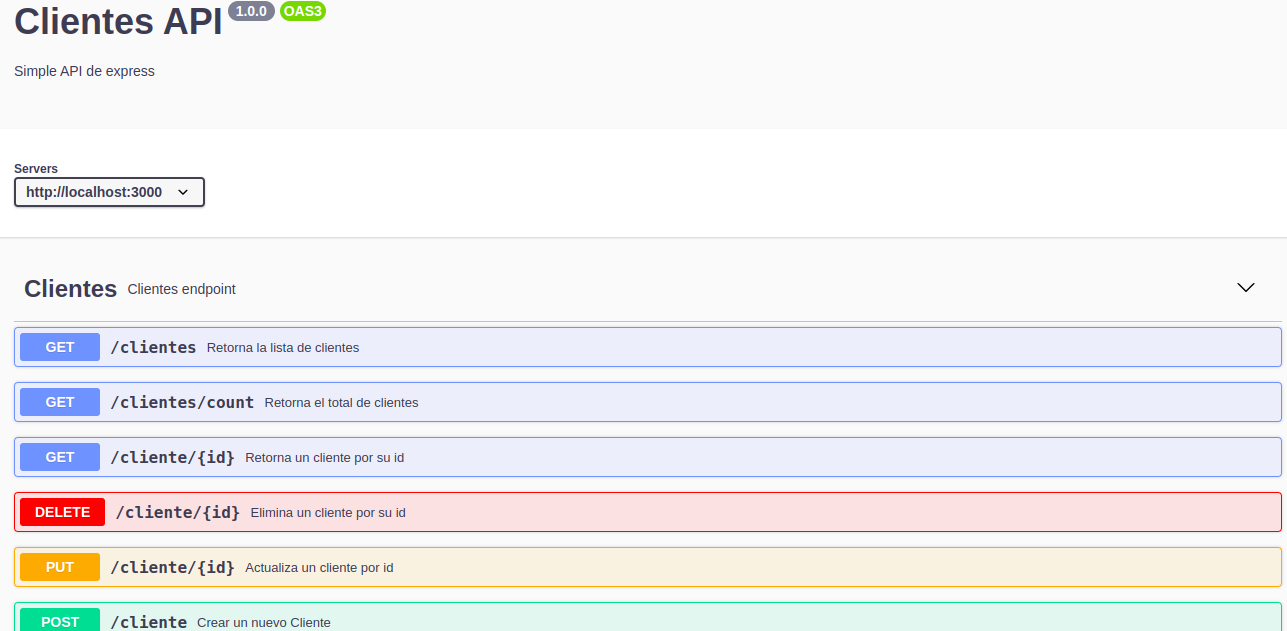 Clientes API 1.0.0 OAS3
Simple API de express
Servers
http://localhost:3000
Clientes Clientes endpoint
GET /clientes Retorna la lista de clientes
GET /clientes/count Retorna el total de clientes
GET /cliente/{id} Retorna un cliente por su id
DELETE /cliente/{id} Elimina un cliente por su id
PUT /cliente/{id} Actualiza un cliente por id
POST /cliente Crear un nuevo Cliente